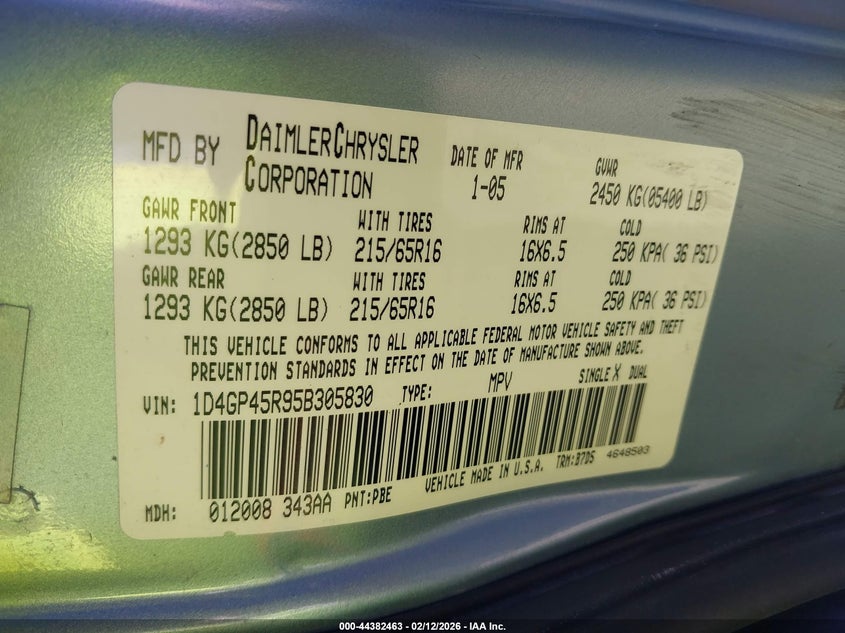 MFD BY DAIMLERCHRYSLER CORPORATION DATE OF MFR 1-05 GVWR 2450 KG(05400 LB)
GAWR FRONT WITH TIRES RIMS AT COLD
1293 KG(2850 LB) 215/65R16 16X6.5 250 KPA( 36 PSI)
GAWR REAR WITH TIRES RIMS AT COLD
1293 KG(2850 LB) 215/65R16 16X6.5 250 KPA( 36 PSI)
THIS VEHICLE CONFORMS TO ALL APPLICABLE FEDERAL MOTOR VEHICLE SAFETY AND THEFT
PREVENTION STANDARDS IN EFFECT ON THE DATE OF MANUFACTURE SHOWN ABOVE.
VIN: 1D4GP45R95B305830 TYPE: MPV SINGLE X DUAL
MDH: 012008 343AA PNT:PBE VEHICLE MADE IN U.S.A. TRM:B7D5 4648503
000-44382463 - 02/12/2026 - IAA Inc.